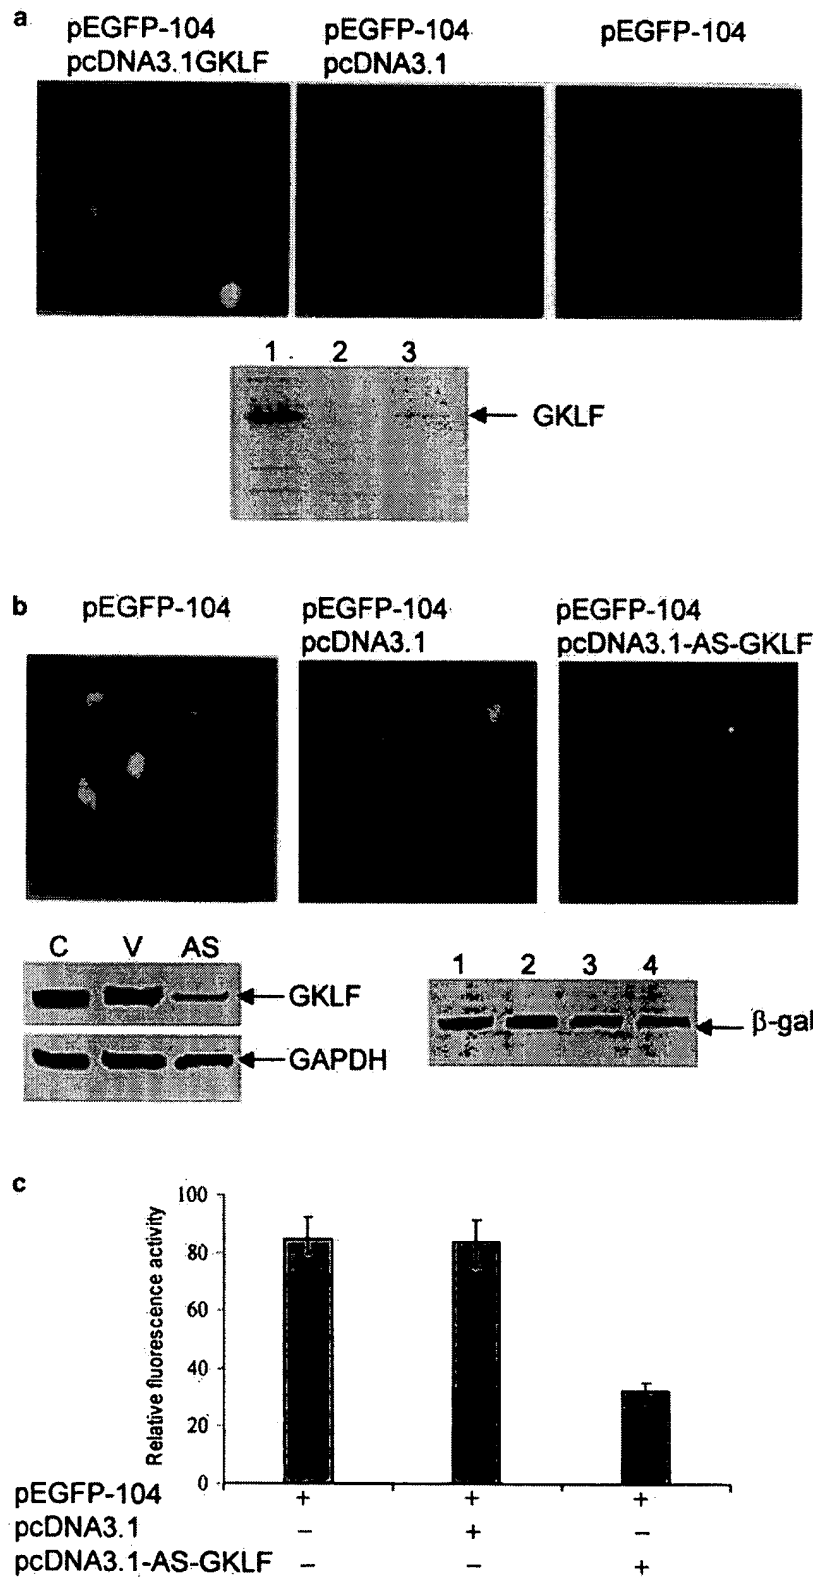 a
pEGFP-104 pEGFP-104 pEGFP-104
pcDNA3.1GKLF pcDNA3.1
1 2 3
GKLF
b
pEGFP-104 pEGFP-104 pEGFP-104
pcDNA3.1 pcDNA3.1-AS-GKLF
C V AS
GKLF
GAPDH
1 2 3 4
β-gal
c
Relative fluorescence activity
100
80
60
40
20
0
pEGFP-104 + + +
pcDNA3.1 – + –
pcDNA3.1-AS-GKLF – – +